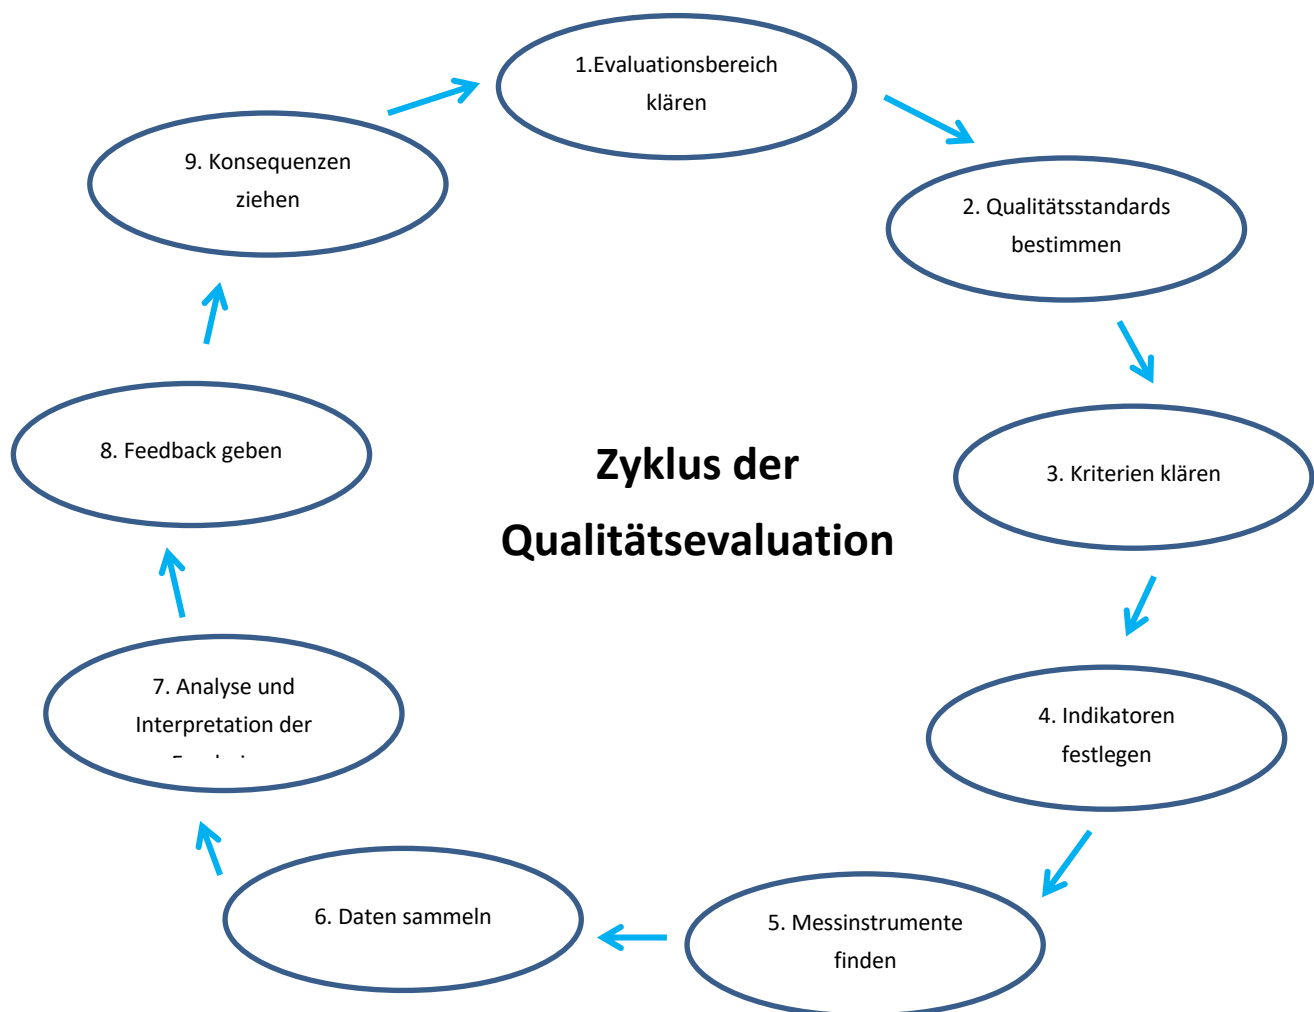 1.Evaluationsbereich
klären
2. Qualitätsstandards
bestimmen
3. Kriterien klären
4. Indikatoren
festlegen
5. Messinstrumente
finden
6. Daten sammeln
7. Analyse und
Interpretation der
8. Feedback geben
9. Konsequenzen
ziehen
Zyklus der
Qualitätsevaluation